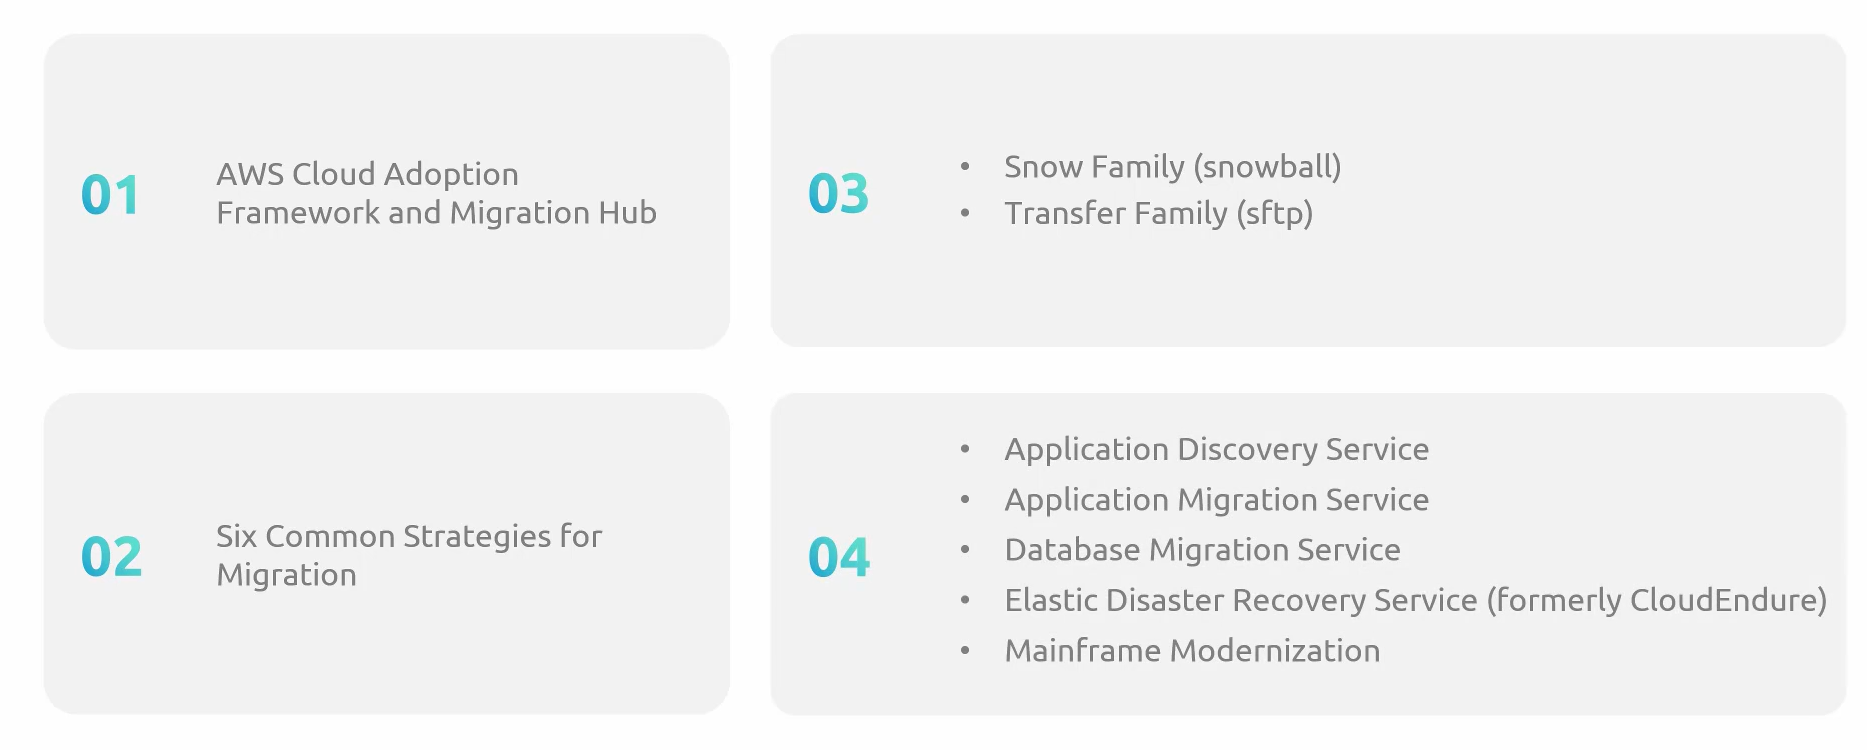 01
AWS Cloud Adoption
Framework and Migration Hub
02
Six Common Strategies for
Migration
03
• Snow Family (snowball)
• Transfer Family (sftp)
04
• Application Discovery Service
• Application Migration Service
• Database Migration Service
• Elastic Disaster Recovery Service (formerly CloudEndure)
• Mainframe Modernization